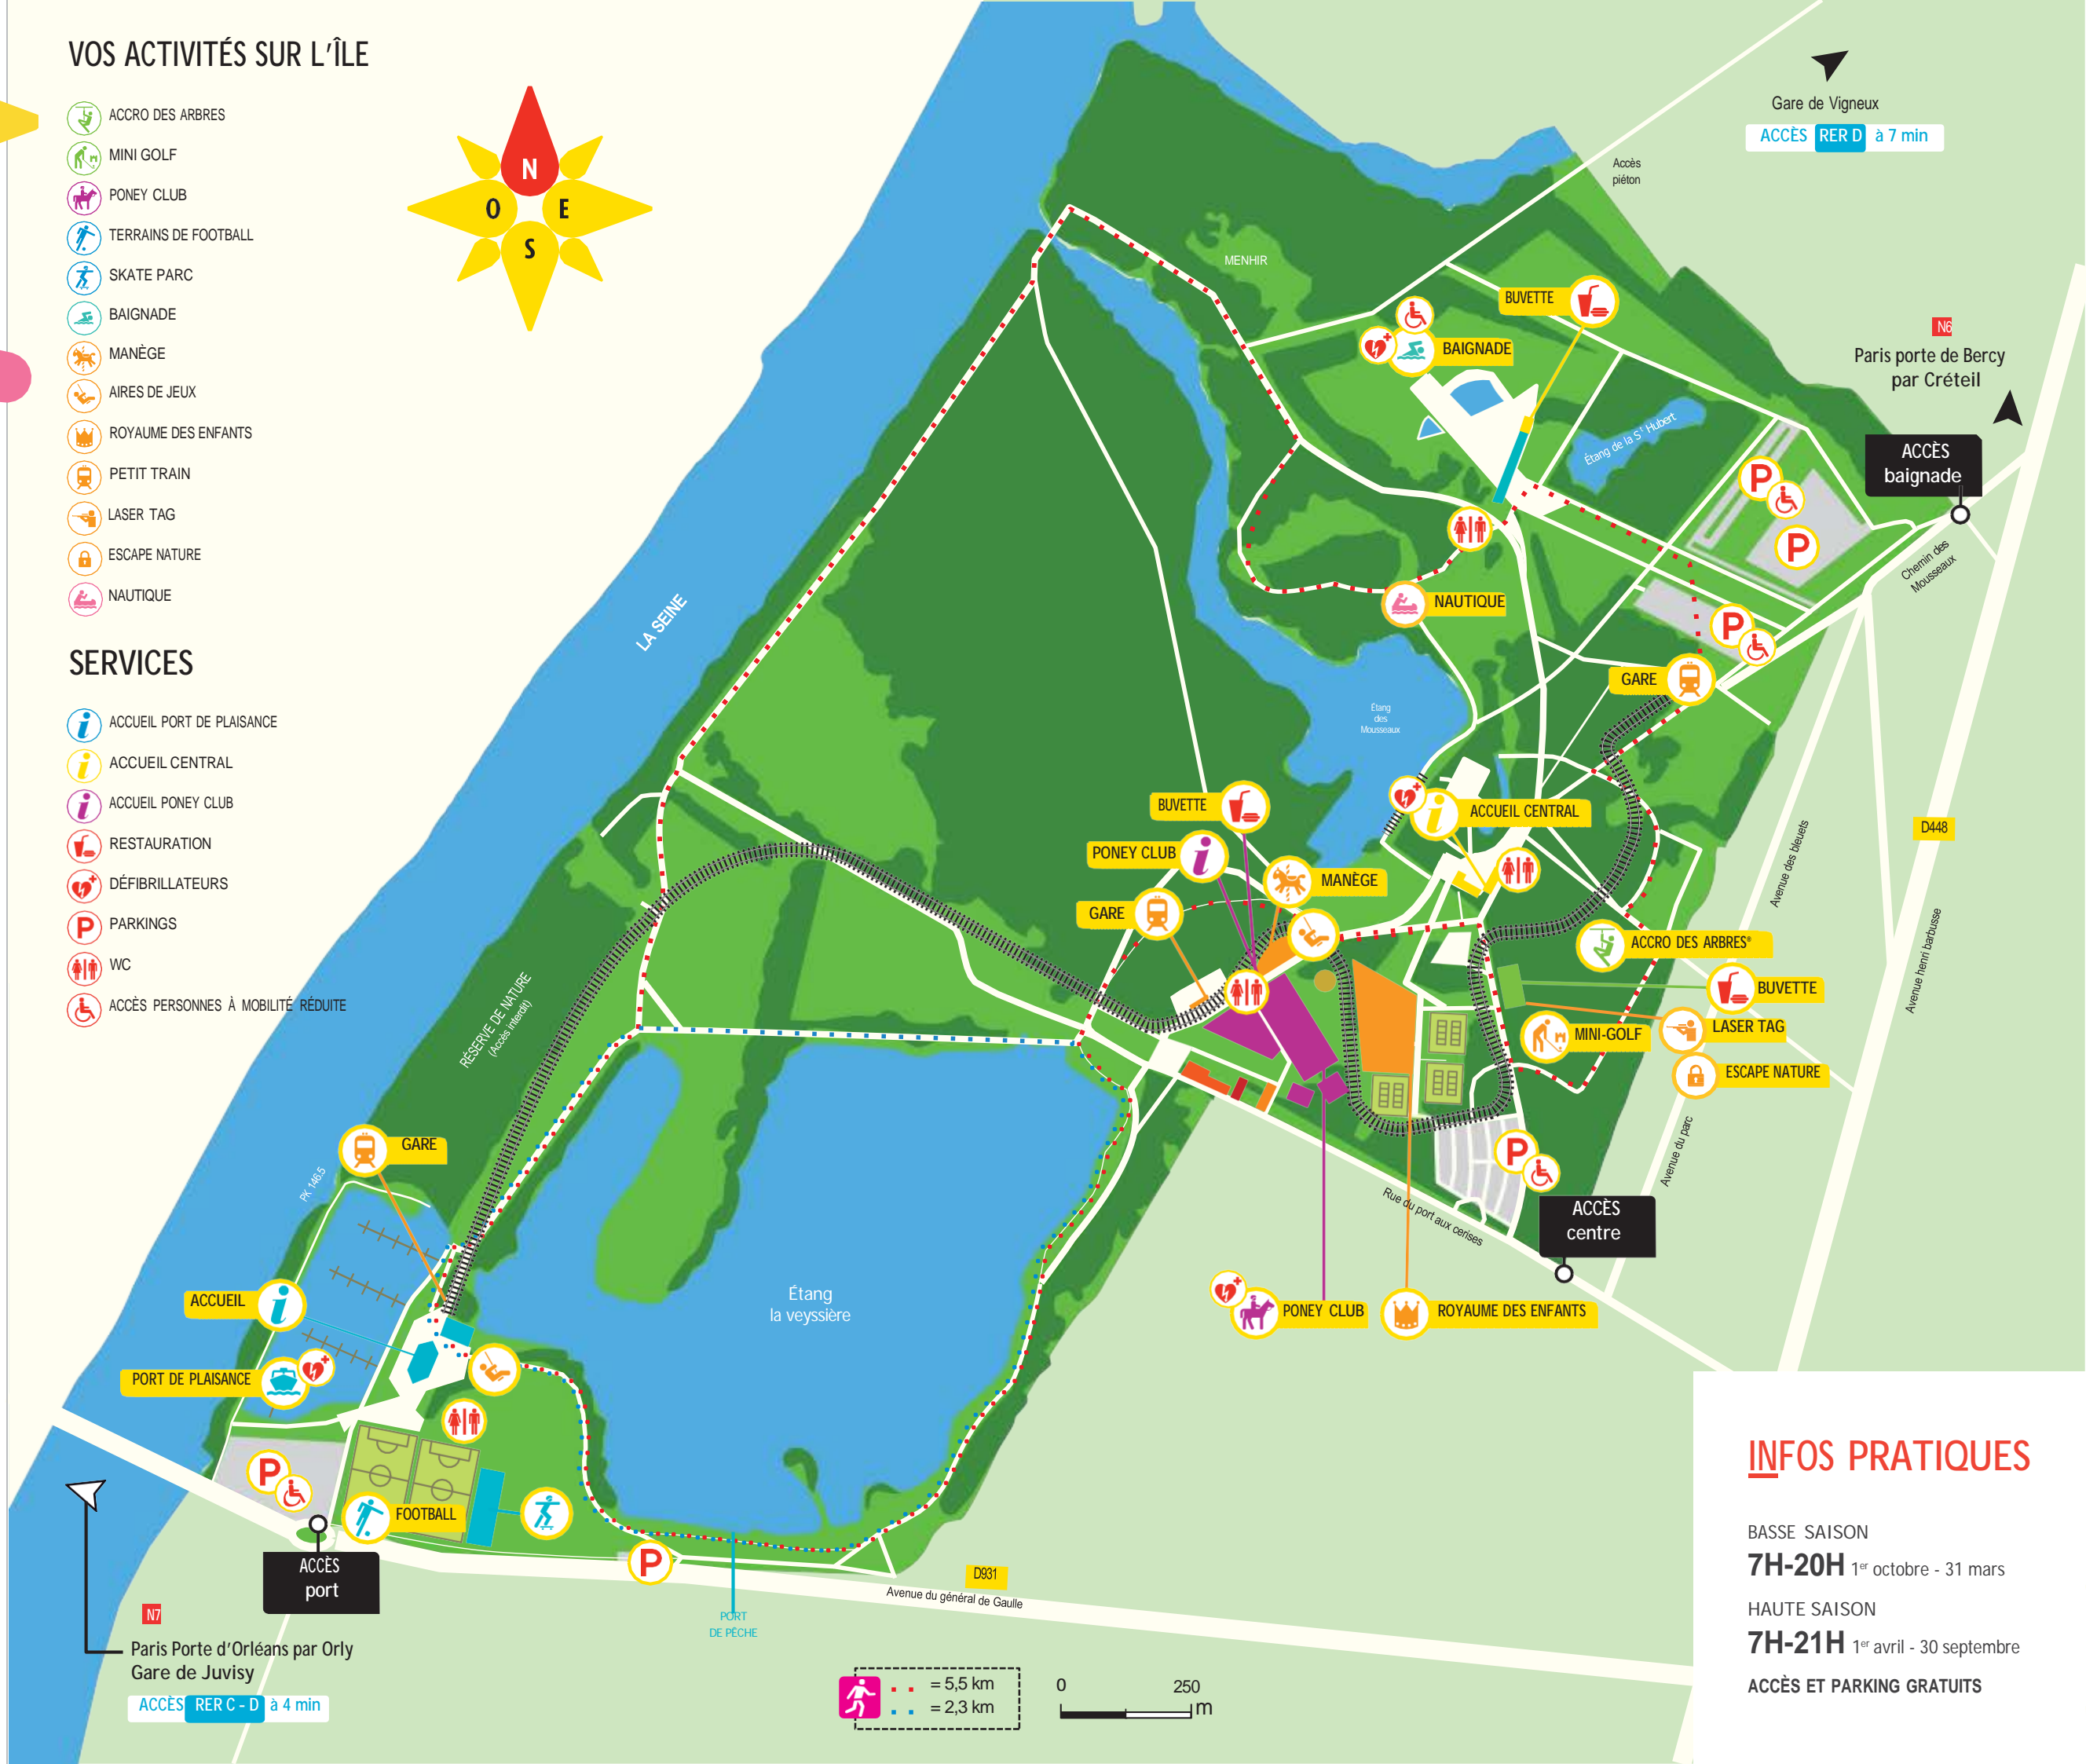 VOS ACTIVITÉS SUR L'ÎLE
ACCRO DES ARBRES
MINI GOLF
PONEY CLUB
TERRAINS DE FOOTBALL
SKATE PARC
BAIGNADE
MANÈGE
AIRES DE JEUX
ROYAUME DES ENFANTS
PETIT TRAIN
LASER TAG
ESCAPE NATURE
NAUTIQUE
SERVICES
ACCUEIL PORT DE PLAISANCE
ACCUEIL CENTRAL
ACCUEIL PONEY CLUB
RESTAURATION
DÉFIBRILLATEURS
P PARKINGS
WC
ACCÈS PERSONNES À MOBILITÉ RÉDUITE
N
O E
S
Gare de Vigneux
ACCÈS RER D à 7 min
Accès
piéton
MENHIR
BUVETTE
BAIGNADE
N6
Paris porte de Bercy
par Créteil
Étang de la St Hubert
ACCÈS
baignade
P
P
Chemin des
Mousseaux
NAUTIQUE
P
GARE
LA SEINE
Étang
des
Mousseaux
BUVETTE
ACCUEIL CENTRAL
PONEY CLUB
MANÈGE
GARE
D448
Avenue des bleuets
Avenue henri barbusse
ACCRO DES ARBRES®
BUVETTE
LASER TAG
MINI-GOLF
ESCAPE NATURE
RÉSERVE DE NATURE
(Accès interdit)
PK 146.5
GARE
P
Avenue du parc
Rue du port aux cerises
ACCÈS
centre
Étang
la veyssière
ACCUEIL
PONEY CLUB
ROYAUME DES ENFANTS
PORT DE PLAISANCE
P
FOOTBALL
P
ACCÈS
port
D931
Avenue du général de Gaulle
PORT
DE PÊCHE
N7
Paris Porte d'Orléans par Orly
Gare de Juvisy
ACCÈS RER C - D à 4 min
= 5,5 km
= 2,3 km
0 250
m
INFOS PRATIQUES
BASSE SAISON
7H-20H 1er octobre - 31 mars
HAUTE SAISON
7H-21H 1er avril - 30 septembre
ACCÈS ET PARKING GRATUITS